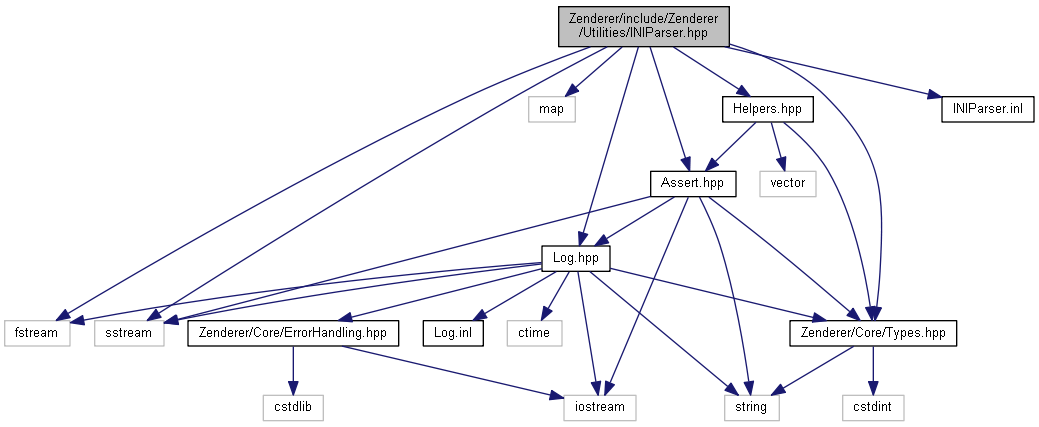 Zenderer/include/Zenderer
/Utilities/INIParser.hpp
map
Helpers.hpp
INIParser.inl
Assert.hpp
vector
Log.hpp
fstream
sstream
Zenderer/Core/ErrorHandling.hpp
Log.inl
ctime
Zenderer/Core/Types.hpp
cstdlib
iostream
string
cstdint